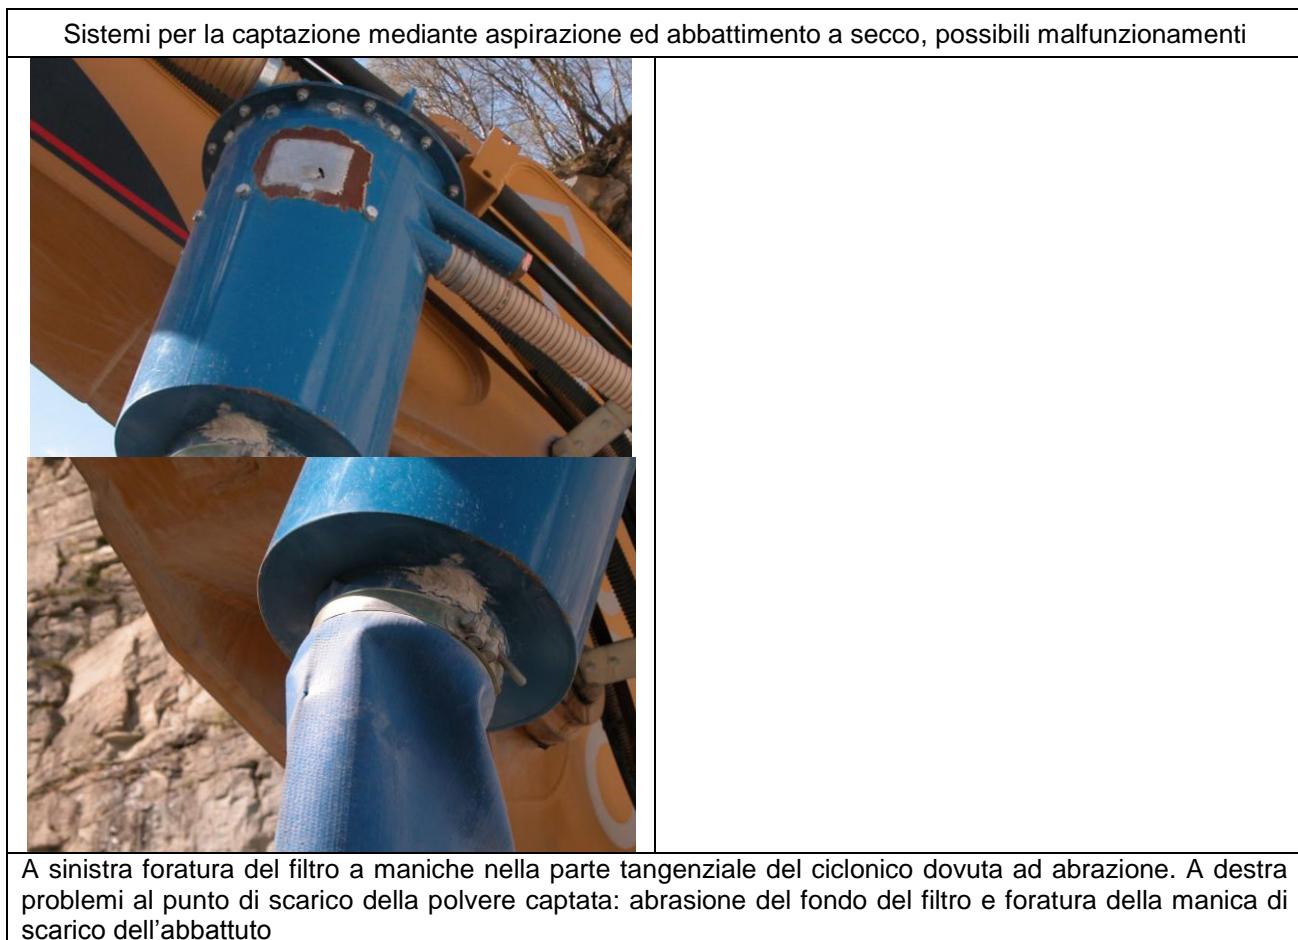 Sistemi per la captazione mediante aspirazione ed abbattimento a secco, possibili malfunzionamenti
A sinistra foratura del filtro a maniche nella parte tangenziale del ciclonico dovuta ad abrazione. A destra
problemi al punto di scarico della polvere captata: abrasione del fondo del filtro e foratura della manica di
scarico dell'abbattuto